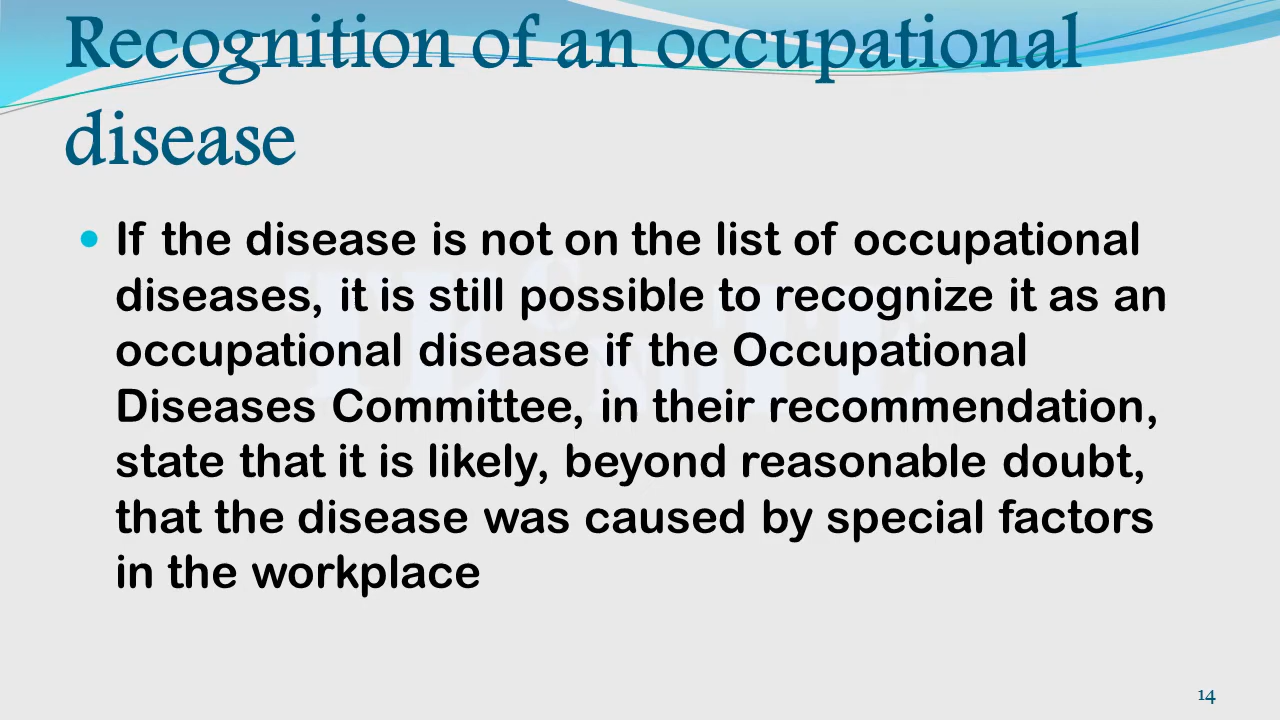 Recognition of an occupational
disease
• If the disease is not on the list of occupational
diseases, it is still possible to recognize it as an
occupational disease if the Occupational
Diseases Committee, in their recommendation,
state that it is likely, beyond reasonable doubt,
that the disease was caused by special factors
in the workplace
14